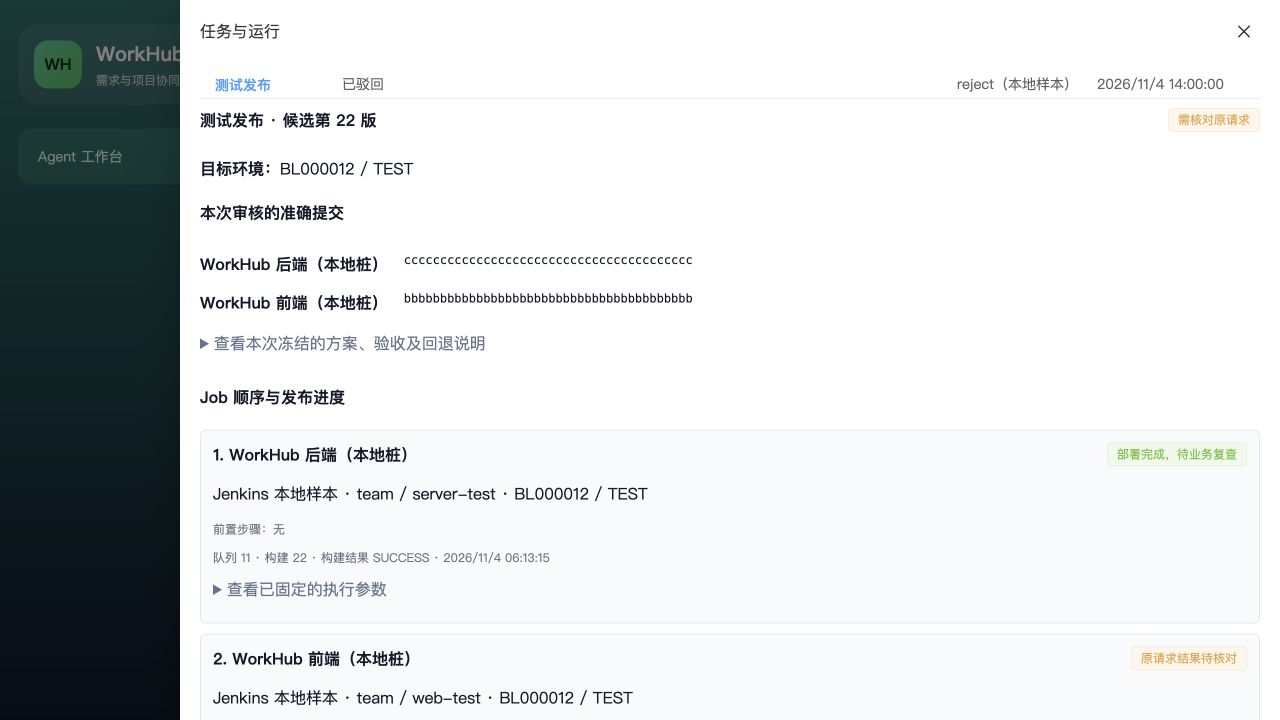 WH
WorkHub
需求与项目协同
Agent 工作台
任务与运行
测试发布 已驳回 reject（本地样本） 2026/11/4 14:00:00
测试发布 · 候选第 22 版 需核对原请求
目标环境：BL000012 / TEST
本次审核的准确提交
WorkHub 后端（本地桩） cccccccccccccccccccccccccccccccccccccccc
WorkHub 前端（本地桩） bbbbbbbbbbbbbbbbbbbbbbbbbbbbbbbbbbbbbbbb
▶ 查看本次冻结的方案、验收及回退说明
Job 顺序与发布进度
1. WorkHub 后端（本地桩） 部署完成，待业务复查
Jenkins 本地样本 · team / server-test · BL000012 / TEST
前置步骤：无
队列 11 · 构建 22 · 构建结果 SUCCESS · 2026/11/4 06:13:15
▶ 查看已固定的执行参数
2. WorkHub 前端（本地桩） 原请求结果待核对
Jenkins 本地样本 · team / web-test · BL000012 / TEST